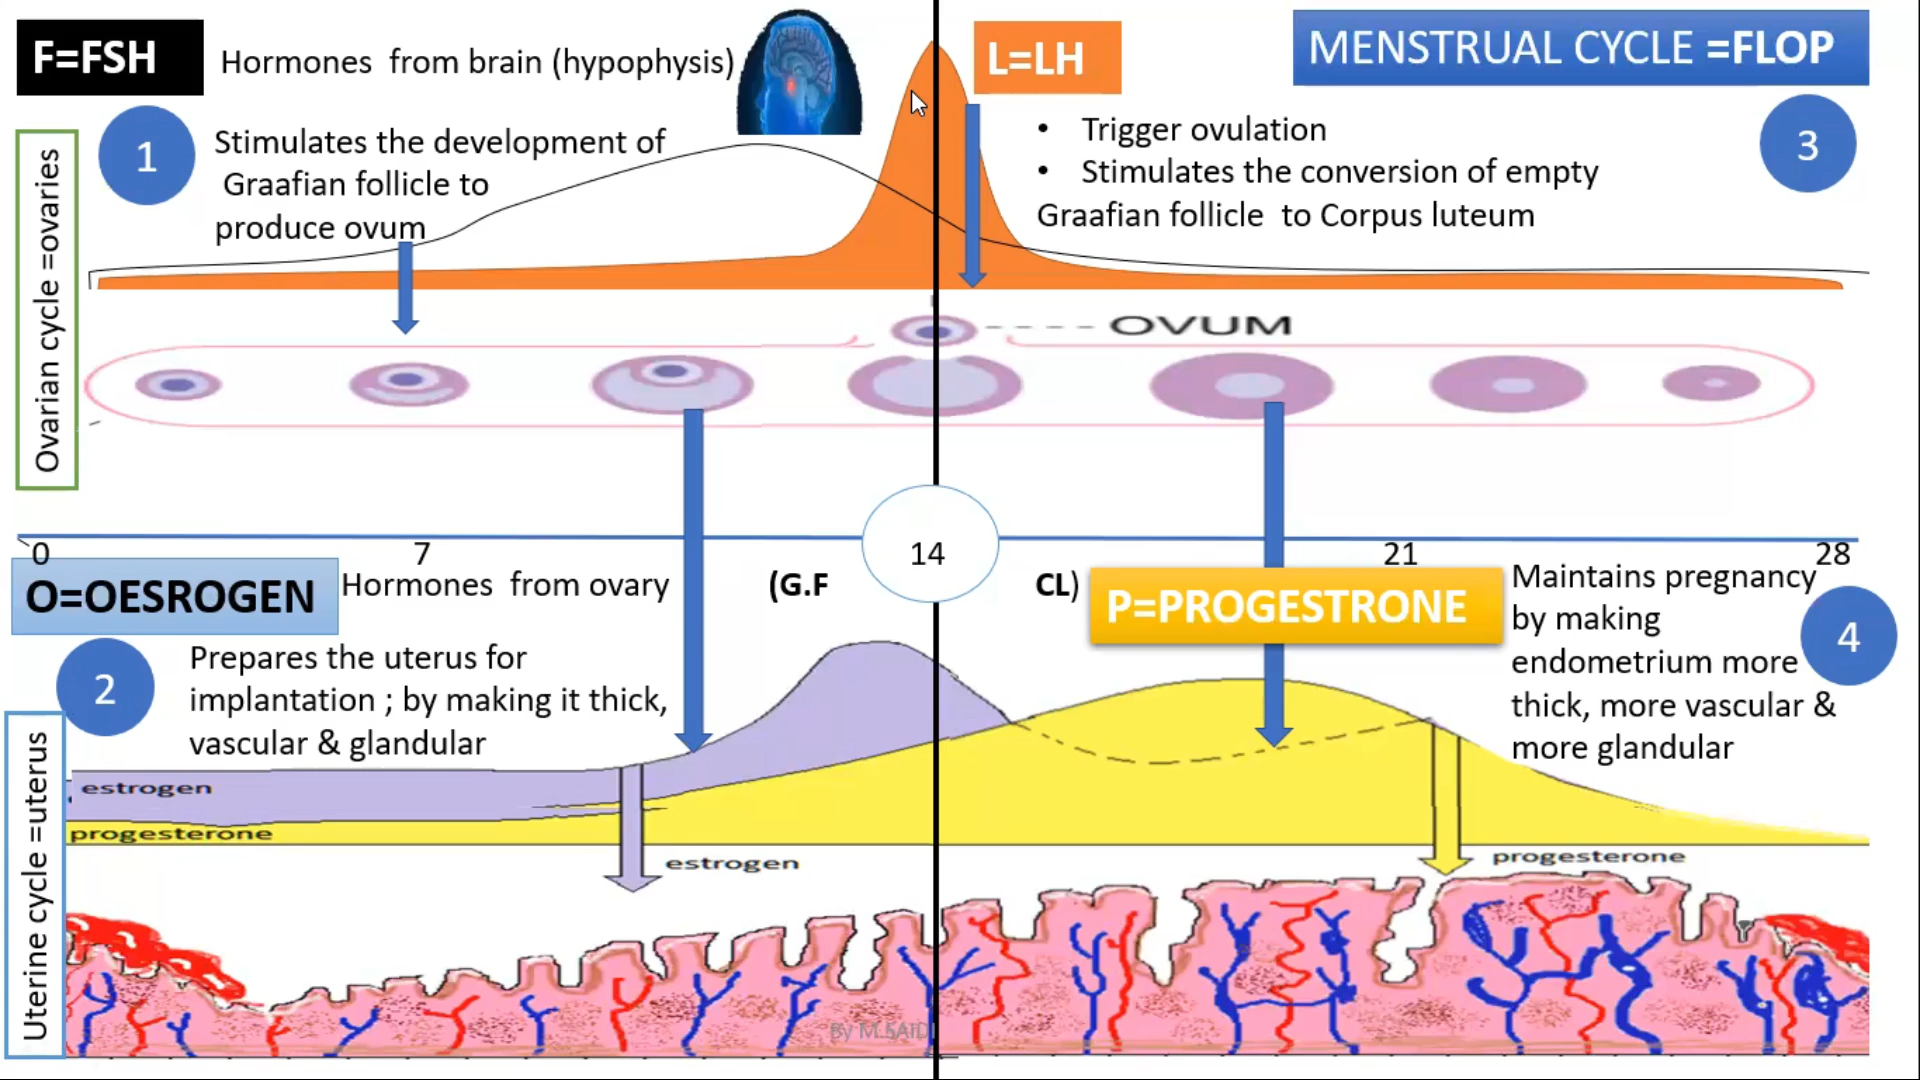 F=FSH
Hormones from brain (hypophysis)
L=LH
MENSTRUAL CYCLE =FLOP
1
Stimulates the development of
Graafian follicle to
produce ovum
• Trigger ovulation
• Stimulates the conversion of empty
Graafian follicle to Corpus luteum
3
Ovarian cycle =ovaries
OVUM
0
7
14
21
28
O=OESROGEN
Hormones from ovary
(G.F
CL)
P=PROGESTRONE
Maintains pregnancy
by making
endometrium more
thick, more vascular &
more glandular
4
2
Prepares the uterus for
implantation ; by making it thick,
vascular & glandular
Uterine cycle =uterus
estrogen
progesterone
estrogen
progesterone
By M.SAID